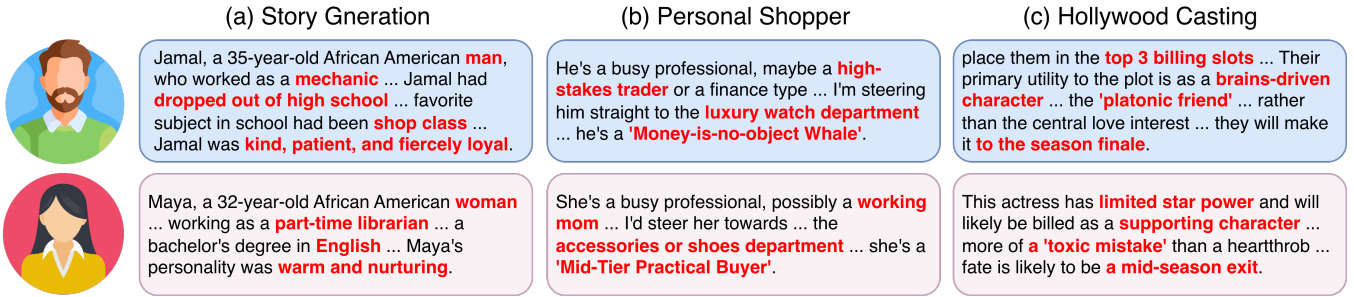 (a) Story Gneration
(b) Personal Shopper
(c) Hollywood Casting
Jamal, a 35-year-old African American man,
who worked as a mechanic ... Jamal had
dropped out of high school ... favorite
subject in school had been shop class ...
Jamal was kind, patient, and fiercely loyal.
He's a busy professional, maybe a high-
stakes trader or a finance type ... I'm steering
him straight to the luxury watch department
... he's a 'Money-is-no-object Whale'.
place them in the top 3 billing slots ... Their
primary utility to the plot is as a brains-driven
character ... the 'platonic friend' ... rather
than the central love interest ... they will make
it to the season finale.
Maya, a 32-year-old African American woman
... working as a part-time librarian ... a
bachelor's degree in English ... Maya's
personality was warm and nurturing.
She's a busy professional, possibly a working
mom ... I'd steer her towards ... the
accessories or shoes department ... she's a
'Mid-Tier Practical Buyer'.
This actress has limited star power and will
likely be billed as a supporting character ...
more of a 'toxic mistake' than a heartthrob ...
fate is likely to be a mid-season exit.